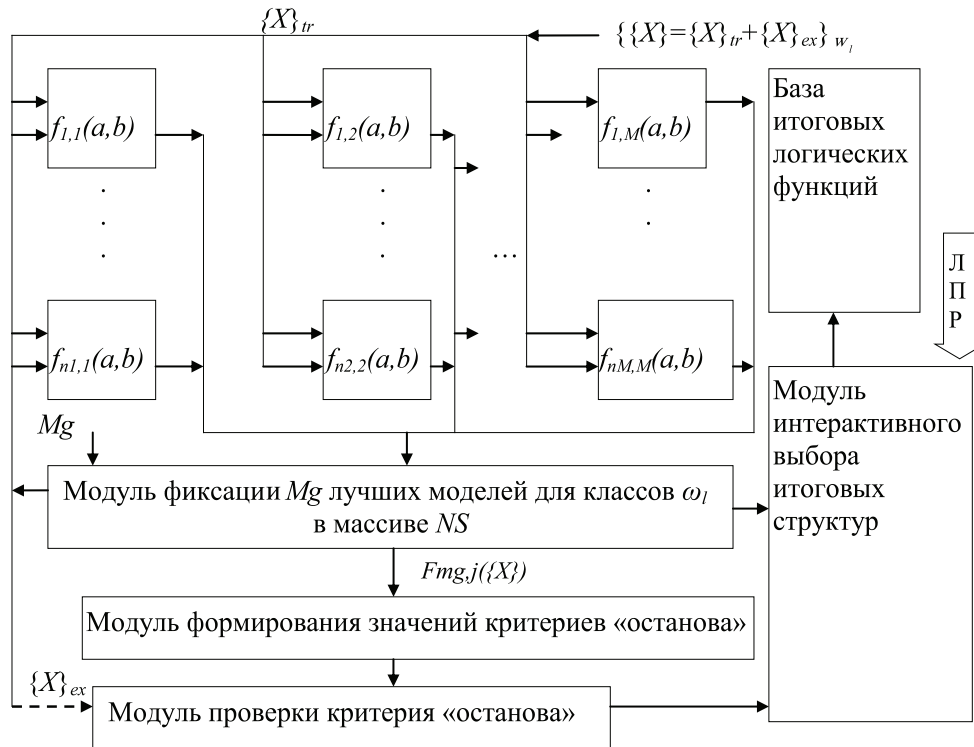 {X}tr
{{X}={X}tr+{X}ex}wl
f1,1(a,b)
f1,2(a,b)
f1,M(a,b)
База
итоговых
логических
функций
...
Л
П
Р
fn1,1(a,b)
fn2,2(a,b)
fnM,M(a,b)
Mg
Модуль
интерактивного
выбора
итоговых
структур
Модуль фиксации Mg лучших моделей для классов ωl
в массиве NS
Fmg,j({X})
Модуль формирования значений критериев «останова»
{X}ex
Модуль проверки критерия «останова»